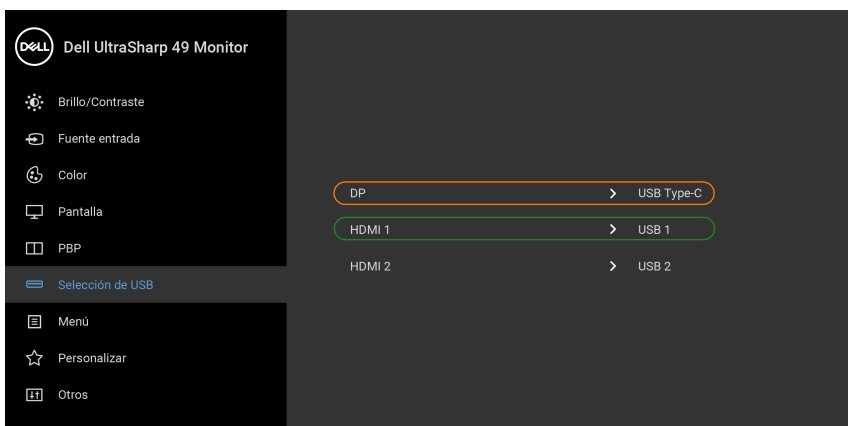 DELL Dell UltraSharp 49 Monitor
Brillo/Contraste
Fuente entrada
Color
Pantalla
PBP
Selección de USB
Menú
Personalizar
Otros
DP > USB Type-C
HDMI 1 > USB 1
HDMI 2 > USB 2